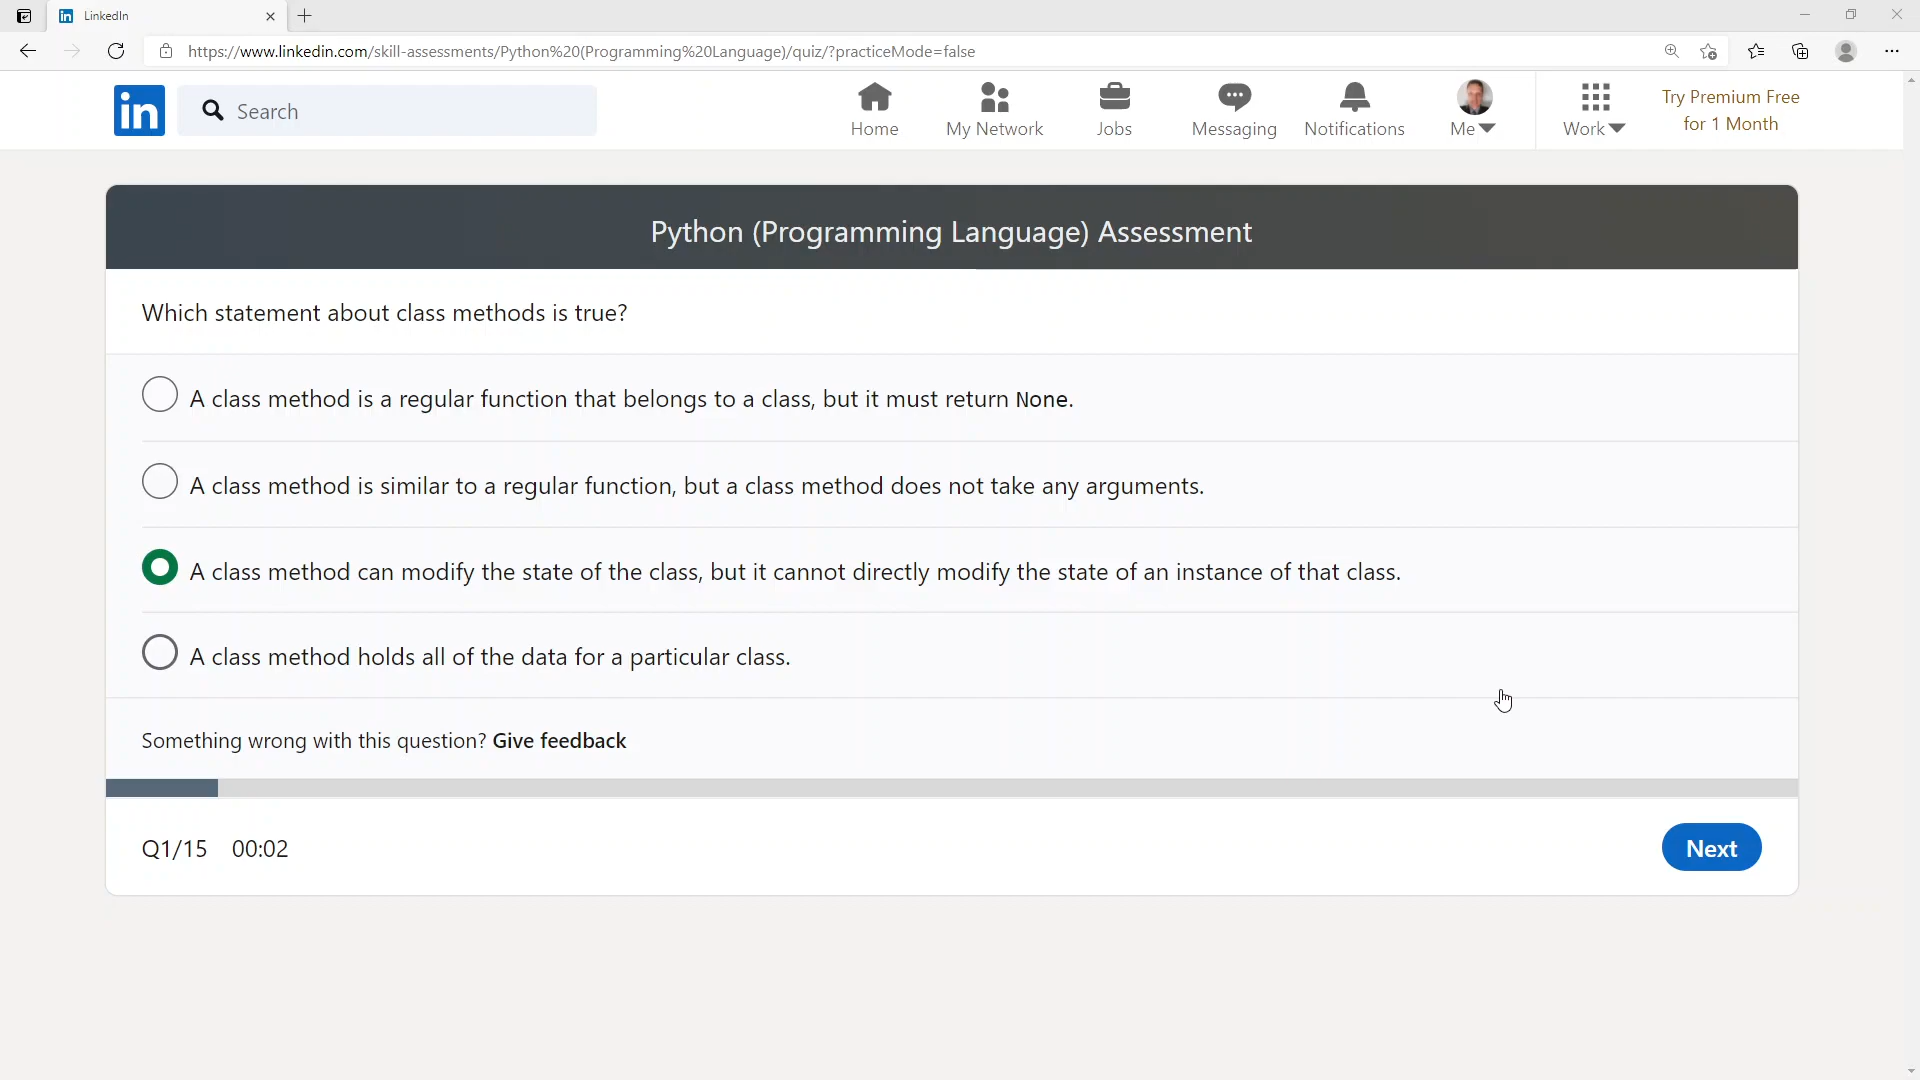 LinkedIn
https://www.linkedin.com/skill-assessments/Python%20(Programming%20Language)/quiz/?practiceMode=false
in
Search
Home
My Network
Jobs
Messaging
Notifications
Me
Work
Try Premium Free
for 1 Month
Python (Programming Language) Assessment
Which statement about class methods is true?
A class method is a regular function that belongs to a class, but it must return None.
A class method is similar to a regular function, but a class method does not take any arguments.
A class method can modify the state of the class, but it cannot directly modify the state of an instance of that class.
A class method holds all of the data for a particular class.
Something wrong with this question? Give feedback
Q1/15 00:02
Next